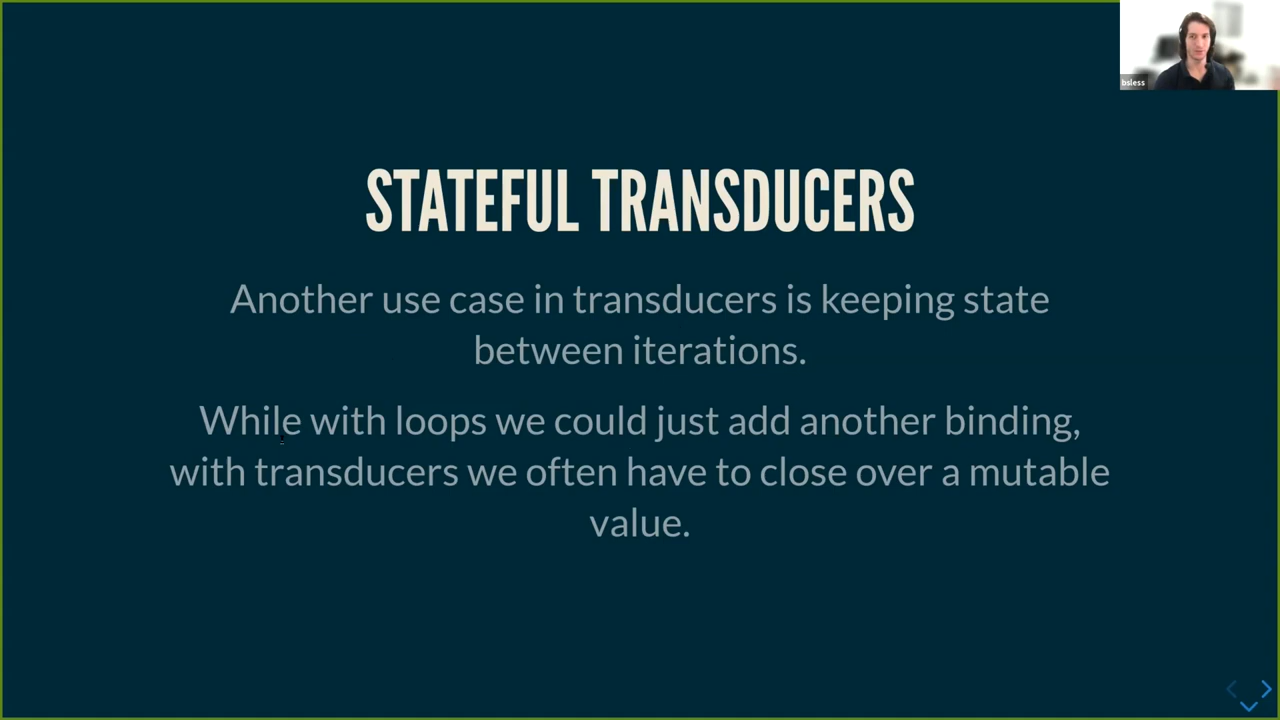 bsless
STATEFUL TRANSDUCERS
Another use case in transducers is keeping state
between iterations.
While with loops we could just add another binding,
with transducers we often have to close over a mutable
value.